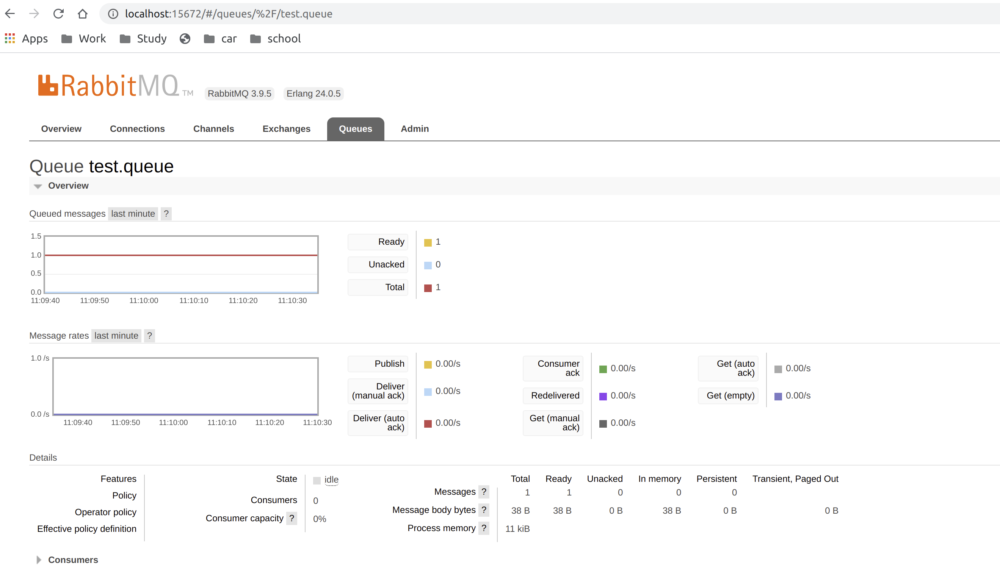 localhost:15672/#/queues/%2F/test.queue
Apps Work Study car school
RabbitMQ TM RabbitMQ 3.9.5 Erlang 24.0.5
Overview Connections Channels Exchanges Queues Admin
Queue test.queue
Overview
Queued messages last minute ?
1.5
1.0
0.5
0.0
11:09:40 11:09:50 11:10:00 11:10:10 11:10:20 11:10:30
Ready 1
Unacked 0
Total 1
Message rates last minute ?
1.0 /s
0.0 /s
11:09:40 11:09:50 11:10:00 11:10:10 11:10:20 11:10:30
Publish 0.00/s
Deliver
(manual ack) 0.00/s
Deliver (auto
ack) 0.00/s
Consumer
ack 0.00/s
Redelivered 0.00/s
Get (manual
ack) 0.00/s
Get (auto
ack) 0.00/s
Get (empty) 0.00/s
Details
Features
Policy
Operator policy
Effective policy definition
State idle
Consumers 0
Consumer capacity ? 0%
Total Ready Unacked In memory Persistent Transient, Paged Out
Messages ? 1 1 0 0 0
Message body bytes ? 38 B 38 B 0 B 38 B 0 B 0 B
Process memory ? 11 kiB
Consumers